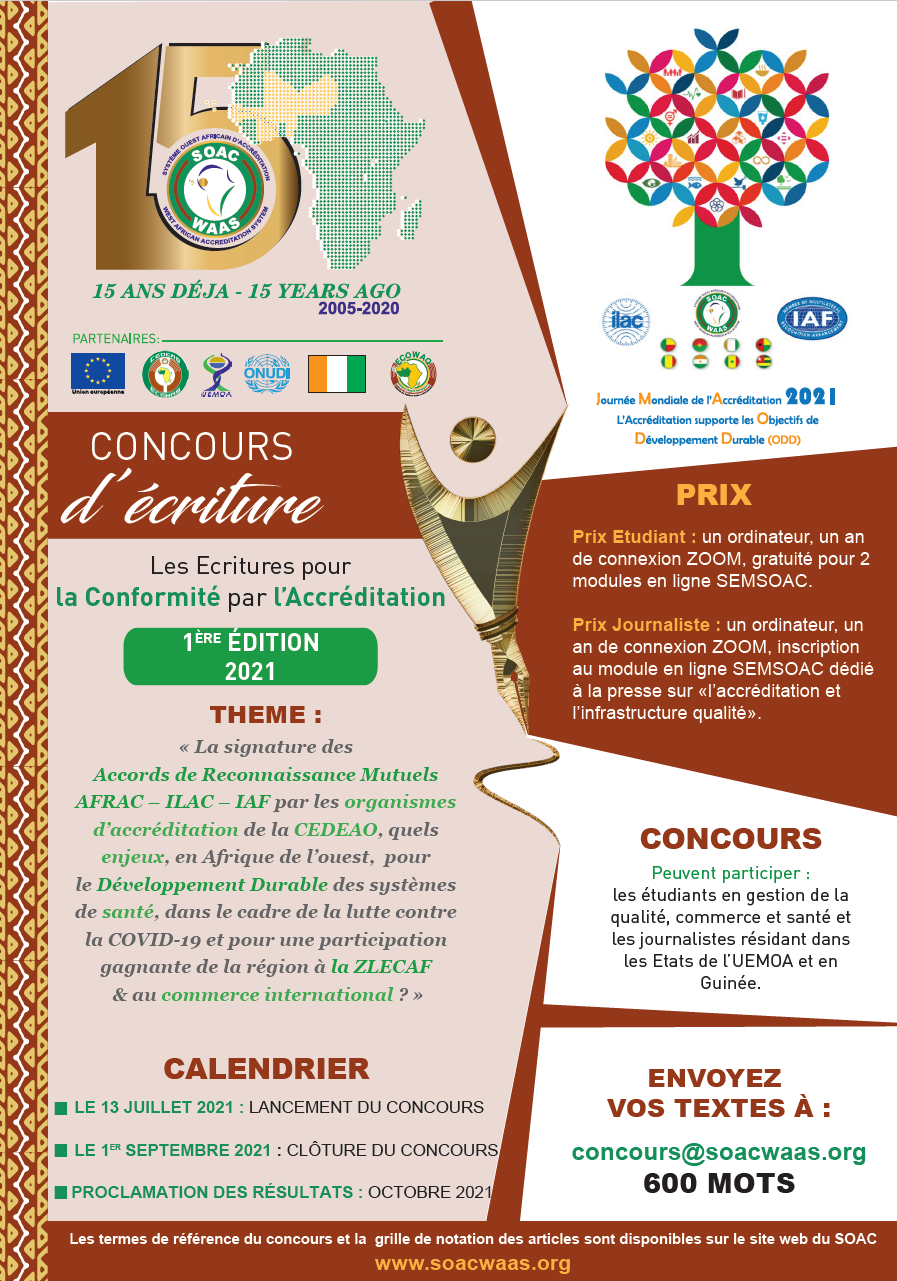 15
SYSTÈME OUEST AFRICAIN D'ACCRÉDITATION
SOAC
WAAS
WEST AFRICAN ACCREDITATION SYSTEM
15 ANS DÉJA - 15 YEARS AGO
2005-2020
PARTENAIRES:
Union européenne
UEMOA
ONUDI
ECOWAQ
ilac
SOAC
WAAS
MEMBER OF MULTILATERAL
IAF
RECOGNITION ARRANGEMENT
Journée Mondiale de l'Accréditation 2021
L'Accréditation supporte les Objectifs de
Développement Durable (ODD)
CONCOURS
d'écriture
Les Ecritures pour
la Conformité par l'Accréditation
1ÈRE ÉDITION
2021
THEME :
« La signature des
Accords de Reconnaissance Mutuels
AFRAC – ILAC – IAF par les organismes
d'accréditation de la CEDEAO, quels
enjeux, en Afrique de l'ouest, pour
le Développement Durable des systèmes
de santé, dans le cadre de la lutte contre
la COVID-19 et pour une participation
gagnante de la région à la ZLECAF
& au commerce international ? »
CALENDRIER
LE 13 JUILLET 2021 : LANCEMENT DU CONCOURS
LE 1ER SEPTEMBRE 2021 : CLÔTURE DU CONCOURS
PROCLAMATION DES RÉSULTATS : OCTOBRE 2021
PRIX
Prix Etudiant : un ordinateur, un an
de connexion ZOOM, gratuité pour 2
modules en ligne SEMSOAC.
Prix Journaliste : un ordinateur, un
an de connexion ZOOM, inscription
au module en ligne SEMSOAC dédié
à la presse sur «l'accréditation et
l'infrastructure qualité».
CONCOURS
Peuvent participer :
les étudiants en gestion de la
qualité, commerce et santé et
les journalistes résidant dans
les Etats de l'UEMOA et en
Guinée.
ENVOYEZ
VOS TEXTES À :
concours@soacwaas.org
600 MOTS
Les termes de référence du concours et la grille de notation des articles sont disponibles sur le site web du SOAC
www.soacwaas.org